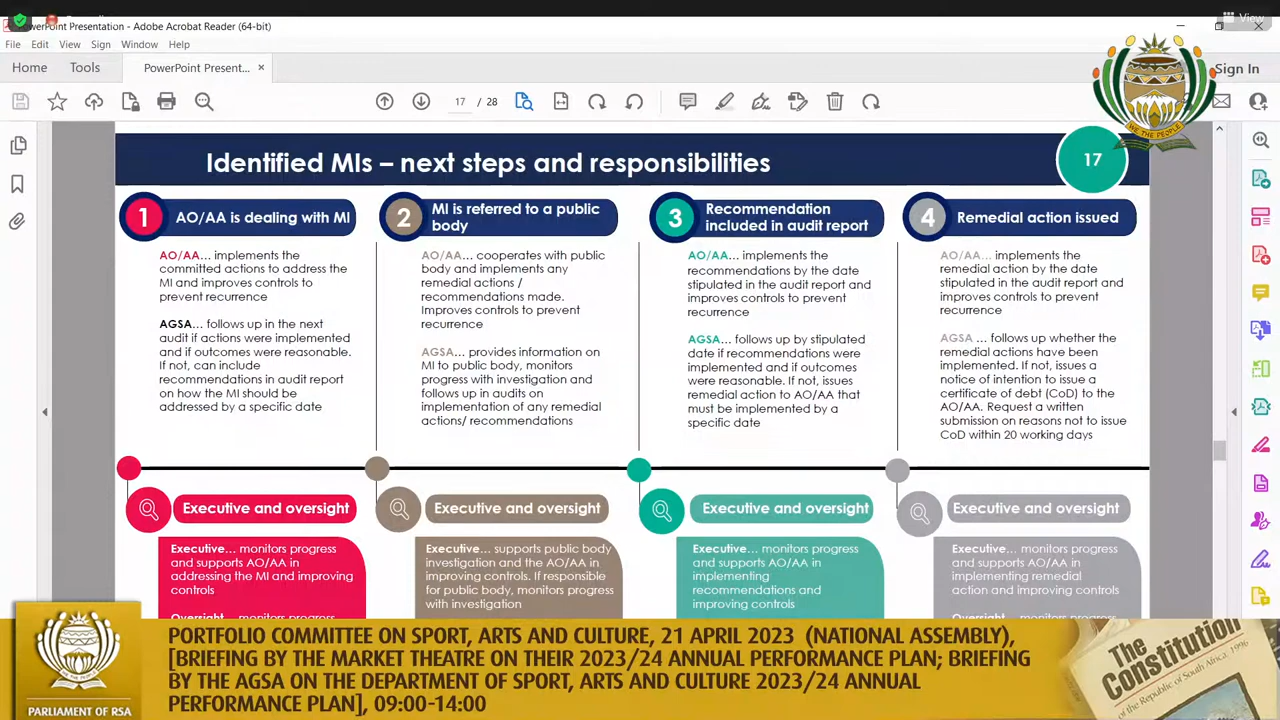 PowerPoint Presentation - Adobe Acrobat Reader (64-bit)
View
File Edit View Sign Window Help
Home Tools PowerPoint Present... ×
Sign In
17 / 28
WE THE PEOPLE
Identified MIs – next steps and responsibilities
17
1 AO/AA is dealing with MI
AO/AA... implements the
committed actions to address the
MI and improves controls to
prevent recurrence
AGSA... follows up in the next
audit if actions were implemented
and if outcomes were reasonable.
If not, can include
recommendations in audit report
on how the MI should be
addressed by a specific date
2 MI is referred to a public
body
AO/AA... cooperates with public
body and implements any
remedial actions /
recommendations made.
Improves controls to prevent
recurrence
AGSA... provides information on
MI to public body, monitors
progress with investigation and
follows up in audits on
implementation of any remedial
actions/ recommendations
3 Recommendation
included in audit report
AO/AA... implements the
recommendations by the date
stipulated in the audit report and
improves controls to prevent
recurrence
AGSA... follows up by stipulated
date if recommendations were
implemented and if outcomes
were reasonable. If not, issues
remedial action to AO/AA that
must be implemented by a
specific date
4 Remedial action issued
AO/AA... implements the
remedial action by the date
stipulated in the audit report and
improves controls to prevent
recurrence
AGSA ... follows up whether the
remedial actions have been
implemented. If not, issues a
notice of intention to issue a
certificate of debt (CoD) to the
AO/AA. Request a written
submission on reasons not to issue
CoD within 20 working days
Executive and oversight
Executive... monitors progress
and supports AO/AA in
addressing the MI and improving
controls
Oversight... monitors progress
Executive and oversight
Executive... supports public body
investigation and the AO/AA in
improving controls. If responsible
for public body, monitors progress
with investigation
Executive and oversight
Executive... monitors progress
and supports AO/AA in
implementing
recommendations and
improving controls
Executive and oversight
Executive... monitors progress
and supports AO/AA in
implementing remedial
action and improving controls
Oversight... monitors progress
PORTFOLIO COMMITTEE ON SPORT, ARTS AND CULTURE, 21 APRIL 2023 (NATIONAL ASSEMBLY),
[BRIEFING BY THE MARKET THEATRE ON THEIR 2023/24 ANNUAL PERFORMANCE PLAN; BRIEFING
BY THE AGSA ON THE DEPARTMENT OF SPORT, ARTS AND CULTURE 2023/24 ANNUAL
PERFORMANCE PLAN], 09:00-14:00
PARLIAMENT OF RSA
The
Constitution
of the Republic of South Africa, 1996